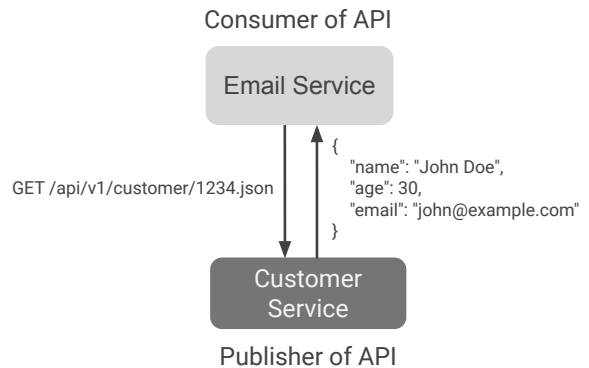 Consumer of API
Email Service
GET /api/v1/customer/1234.json
{
"name": "John Doe",
"age": 30,
"email": "john@example.com"
}
Customer
Service
Publisher of API